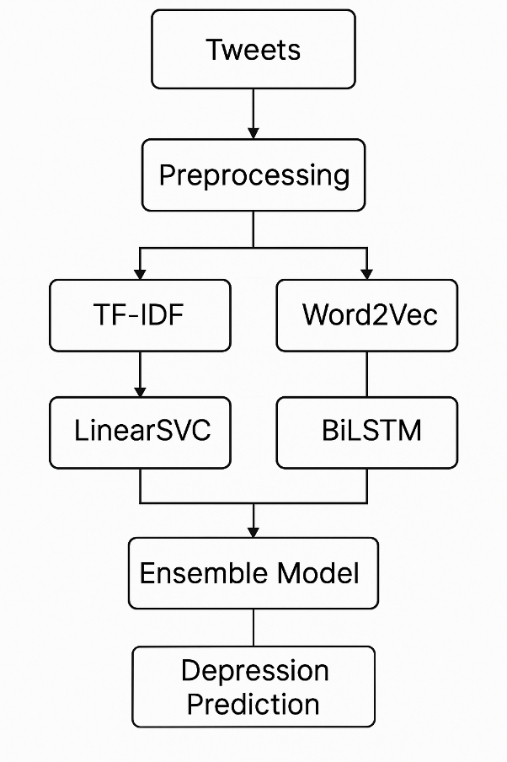 Tweets
Preprocessing
TF-IDF
Word2Vec
LinearSVC
BiLSTM
Ensemble Model
Depression
Prediction